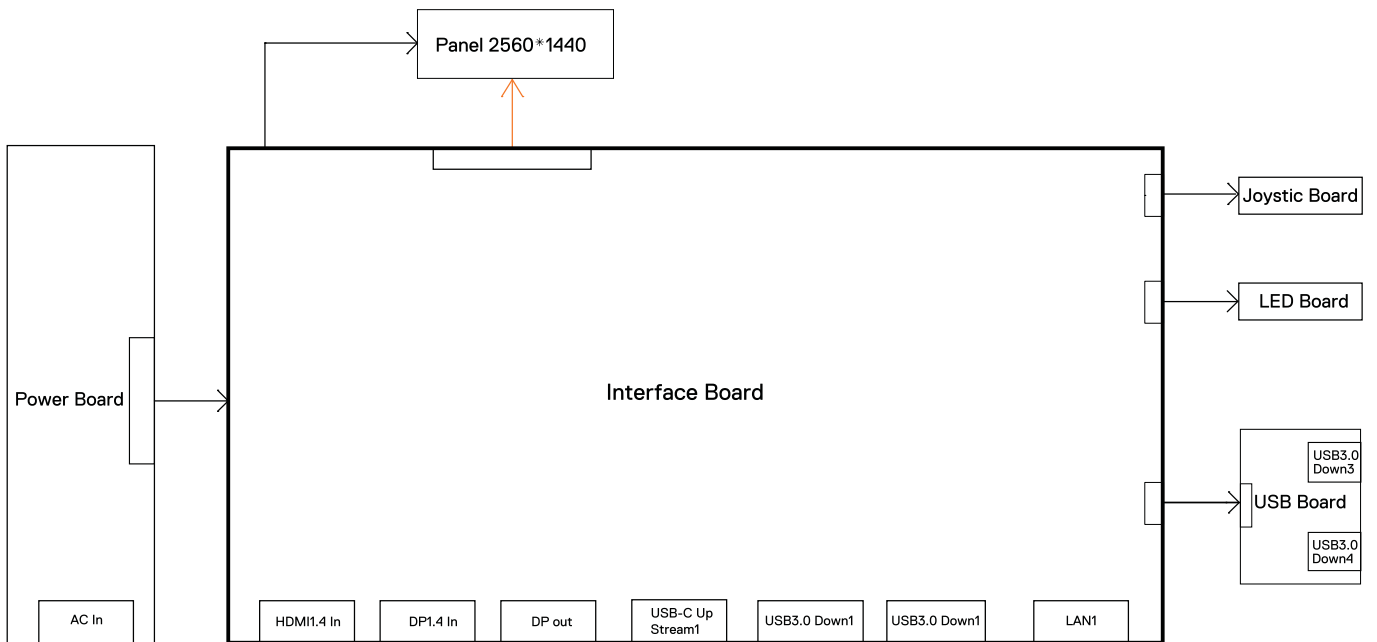 Panel 2560*1440
Joystic Board
LED Board
Interface Board
Power Board
USB3.0
Down3
USB Board
USB3.0
Down4
AC In
HDMI1.4 In
DP1.4 In
DP out
USB-C Up
Stream1
USB3.0 Down1
USB3.0 Down1
LAN1